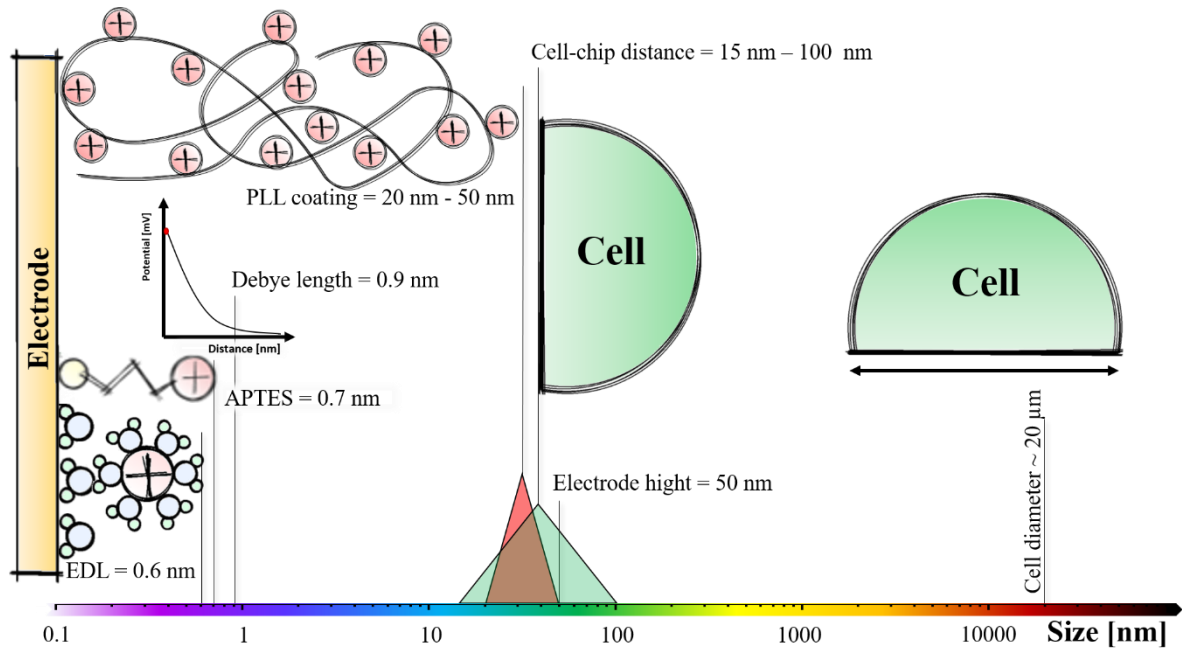 Cell-chip distance = 15 nm – 100 nm
PLL coating = 20 nm - 50 nm
Potential [mV]
Debye length = 0.9 nm
Distance [nm]
Electrode
Cell
Cell
APTES = 0.7 nm
Electrode hight = 50 nm
Cell diameter ~ 20 µm
EDL = 0.6 nm
0.1
1
10
100
1000
10000
Size [nm]